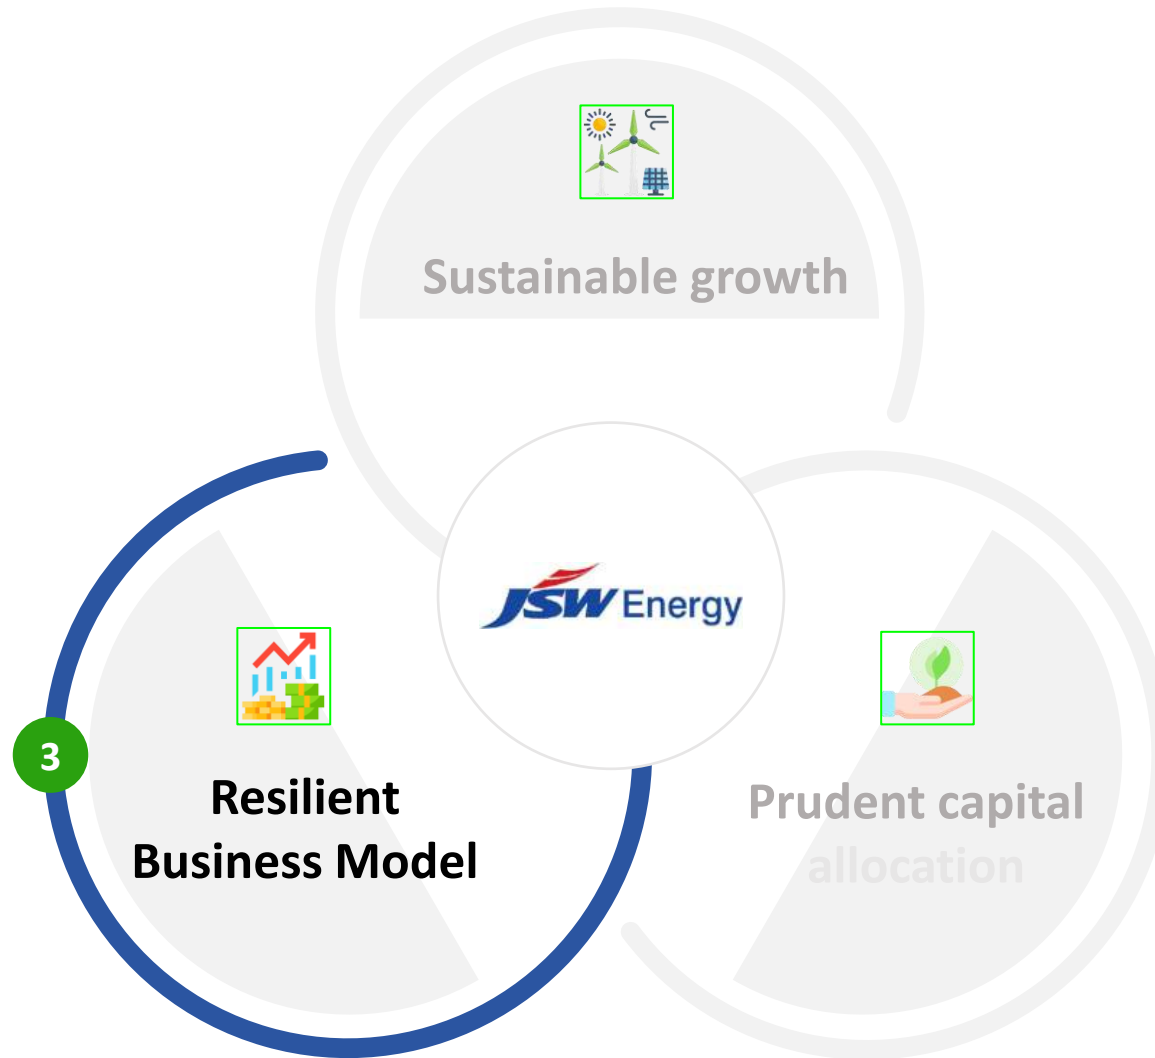 Sustainable growth
JSW Energy
3
Resilient
Business Model
Prudent capital
allocation